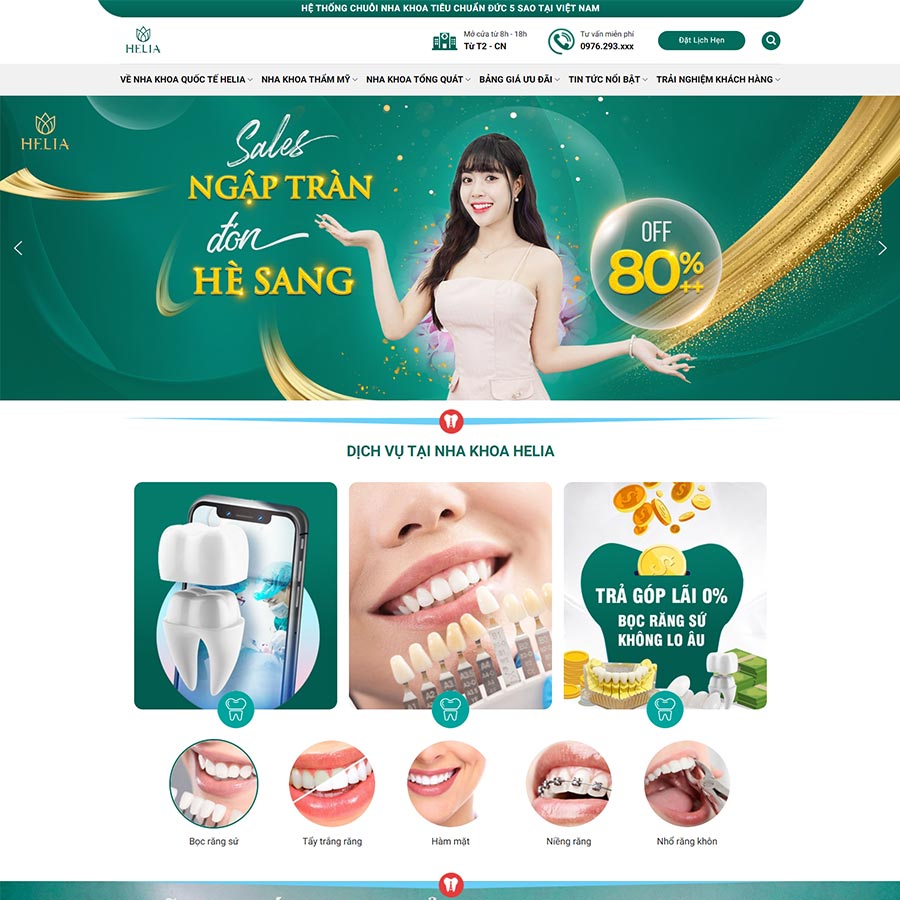 HỆ THỐNG CHUỖI NHA KHOA TIÊU CHUẨN ĐỨC 5 SAO TẠI VIỆT NAM
HELIA
Mở cửa từ 8h - 18h
Từ T2 - CN
Tư vấn miễn phí
0976.293.xxx
Đặt Lịch Hẹn
VỀ NHA KHOA QUỐC TẾ HELIA
NHA KHOA THẨM MỸ
NHA KHOA TỔNG QUÁT
BẢNG GIÁ ƯU ĐÃI
TIN TỨC NỔI BẬT
TRẢI NGHIỆM KHÁCH HÀNG
HELIA
Sales
NGẬP TRÀN
đón
HÈ SANG
OFF
80%++
DỊCH VỤ TẠI NHA KHOA HELIA
TRẢ GÓP LÃI 0%
BỌC RĂNG SỨ
KHÔNG LO ÂU
Bọc răng sứ
Tẩy trắng răng
Hàm mặt
Niềng răng
Nhổ răng khôn